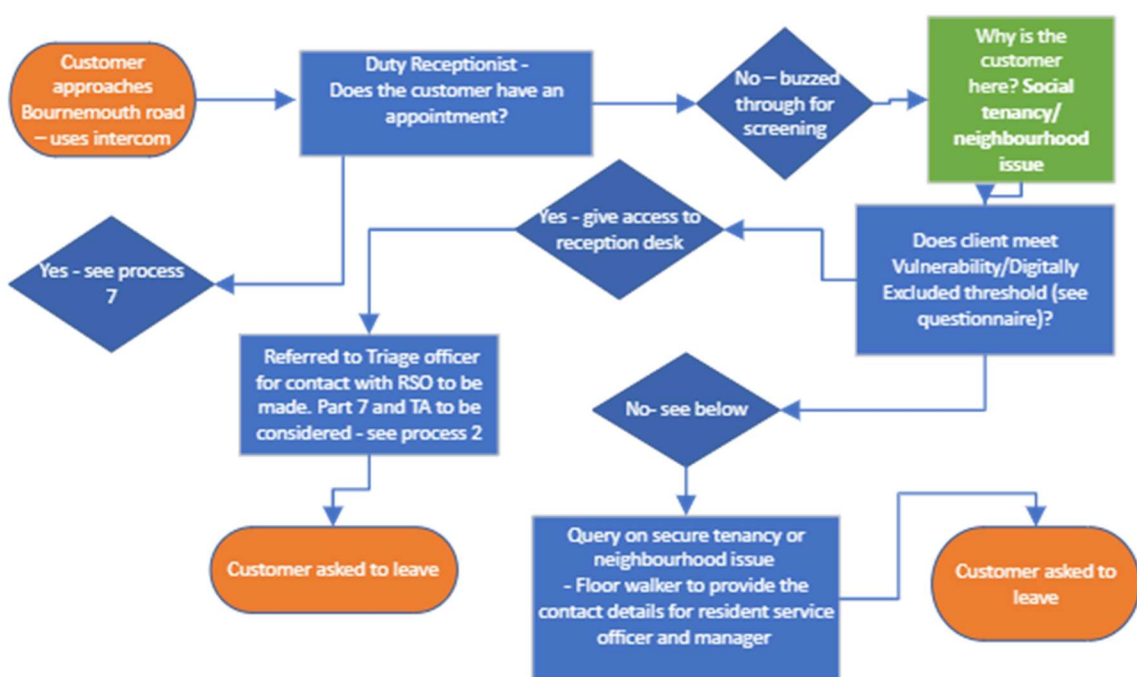 Customer
approaches
Bournemouth road
– uses intercom
Duty Receptionist -
Does the customer have an
appointment?
No – buzzed
through for
screening
Why is the
customer
here? Social
tenancy/
neighbourhood
issue
Yes - see process
7
Yes - give access to
reception desk
Does client meet
Vulnerability/Digitally
Excluded threshold (see
questionnaire)?
Referred to Triage officer
for contact with RSO to be
made. Part 7 and TA to be
considered - see process 2
No- see below
Customer asked to leave
Query on secure tenancy or
neighbourhood issue
- Floor walker to provide the
contact details for resident service
officer and manager
Customer asked to
leave